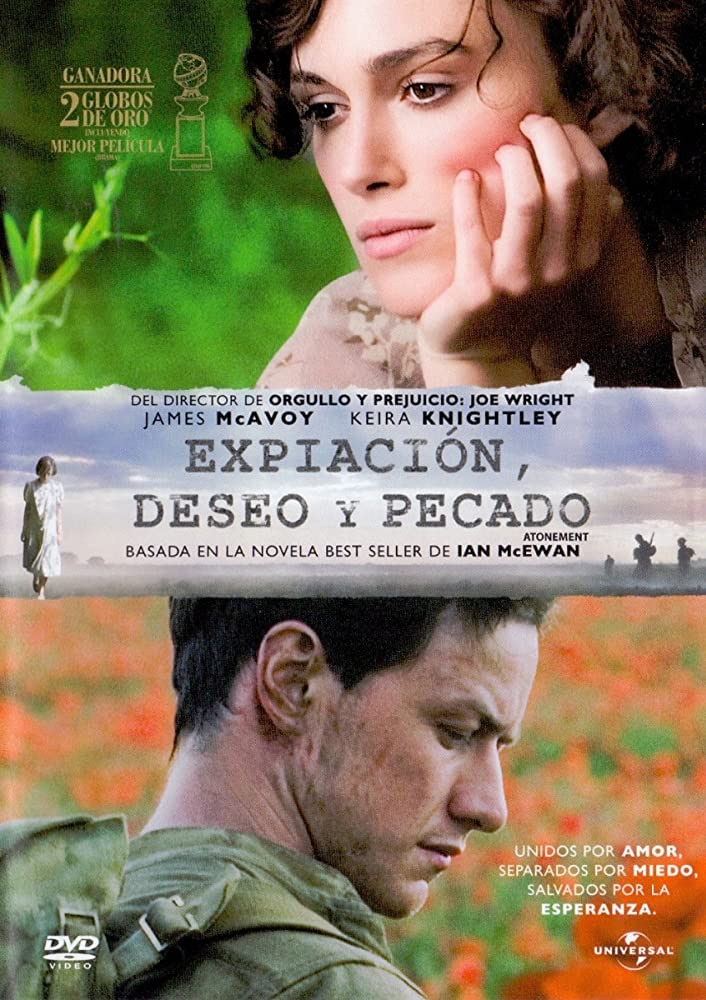 GANADORA
2 GLOBOS
DE ORO
INCLUYENDO
MEJOR PELICULA
(DRAMA)
DEL DIRECTOR DE ORGULLO Y PREJUICIO: JOE WRIGHT
JAMES McAVOY KEIRA KNIGHTLEY
EXPIACIÓN,
DESEO Y PECADO
ATONEMENT
BASADA EN LA NOVELA BEST SELLER DE IAN McEWAN
UNIDOS POR AMOR,
SEPARADOS POR MIEDO,
SALVADOS POR LA
ESPERANZA.
DVD
VIDEO
UNIVERSAL